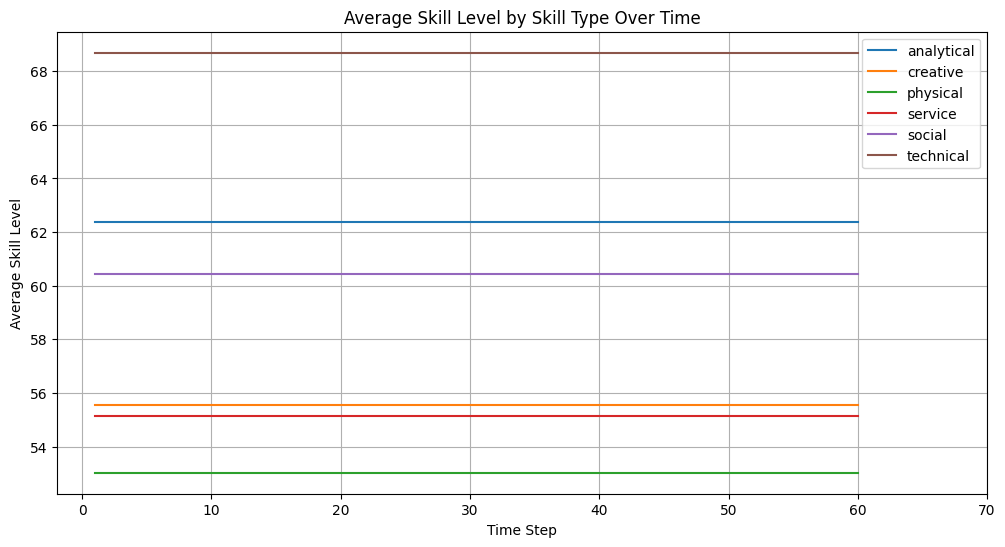 Average Skill Level by Skill Type Over Time
Average Skill Level
68
66
64
62
60
58
56
54
analytical
creative
physical
service
social
technical
0 10 20 30 40 50 60 70
Time Step